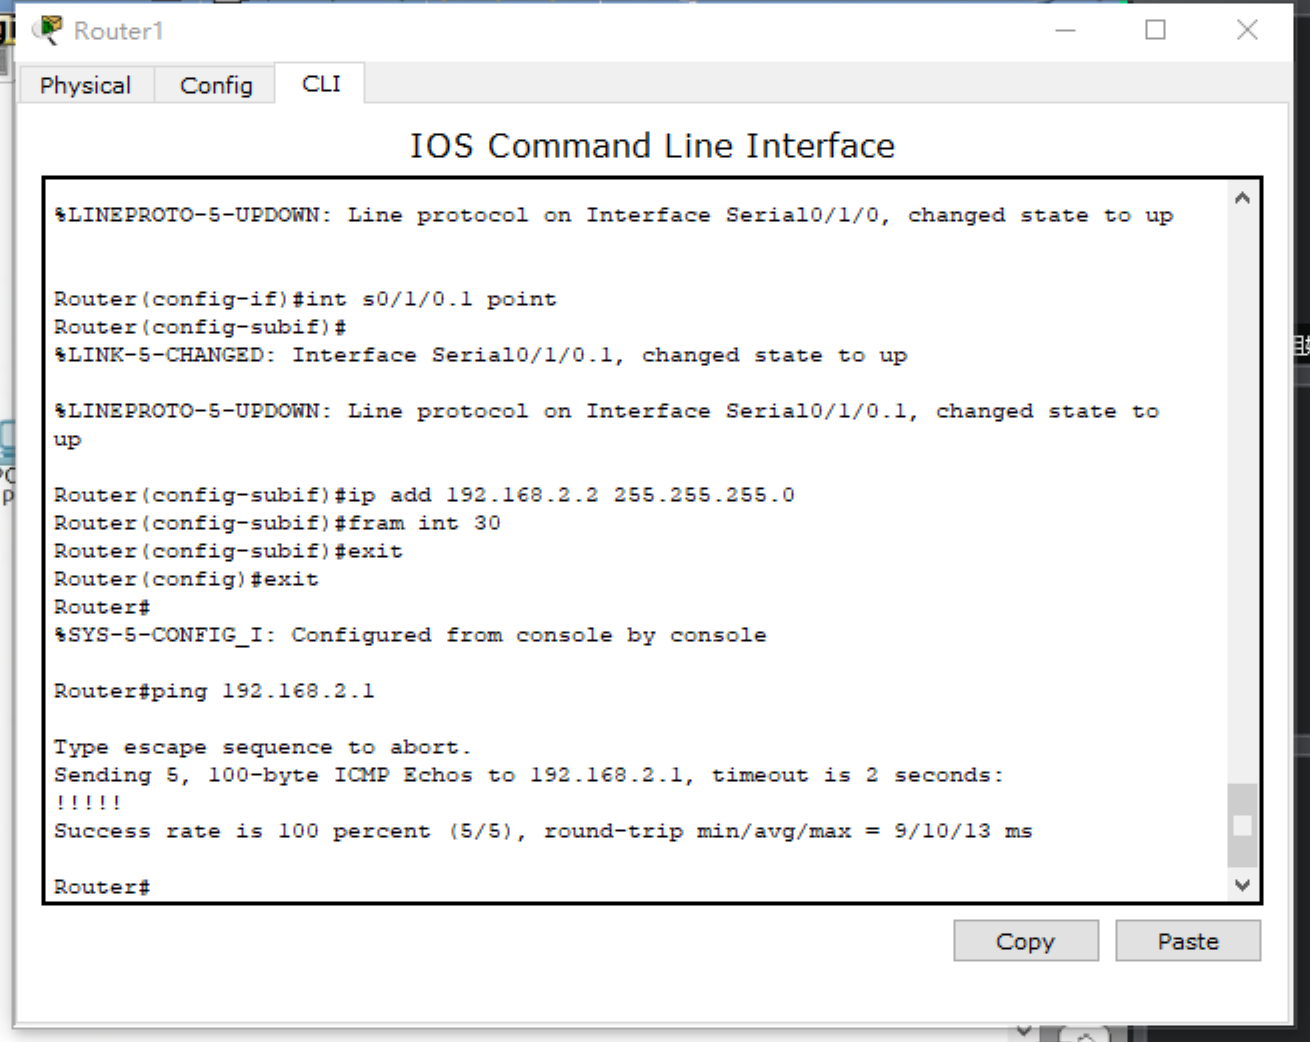 Router1
Physical Config CLI
IOS Command Line Interface
%LINEPROTO-5-UPDOWN: Line protocol on Interface Serial0/1/0, changed state to up
Router(config-if)#int s0/1/0.1 point
Router(config-subif)#
%LINK-5-CHANGED: Interface Serial0/1/0.1, changed state to up
%LINEPROTO-5-UPDOWN: Line protocol on Interface Serial0/1/0.1, changed state to
up
Router(config-subif)#ip add 192.168.2.2 255.255.255.0
Router(config-subif)#fram int 30
Router(config-subif)#exit
Router(config)#exit
Router#
%SYS-5-CONFIG_I: Configured from console by console
Router#ping 192.168.2.1
Type escape sequence to abort.
Sending 5, 100-byte ICMP Echos to 192.168.2.1, timeout is 2 seconds:
!!!!!
Success rate is 100 percent (5/5), round-trip min/avg/max = 9/10/13 ms
Router#
Copy Paste